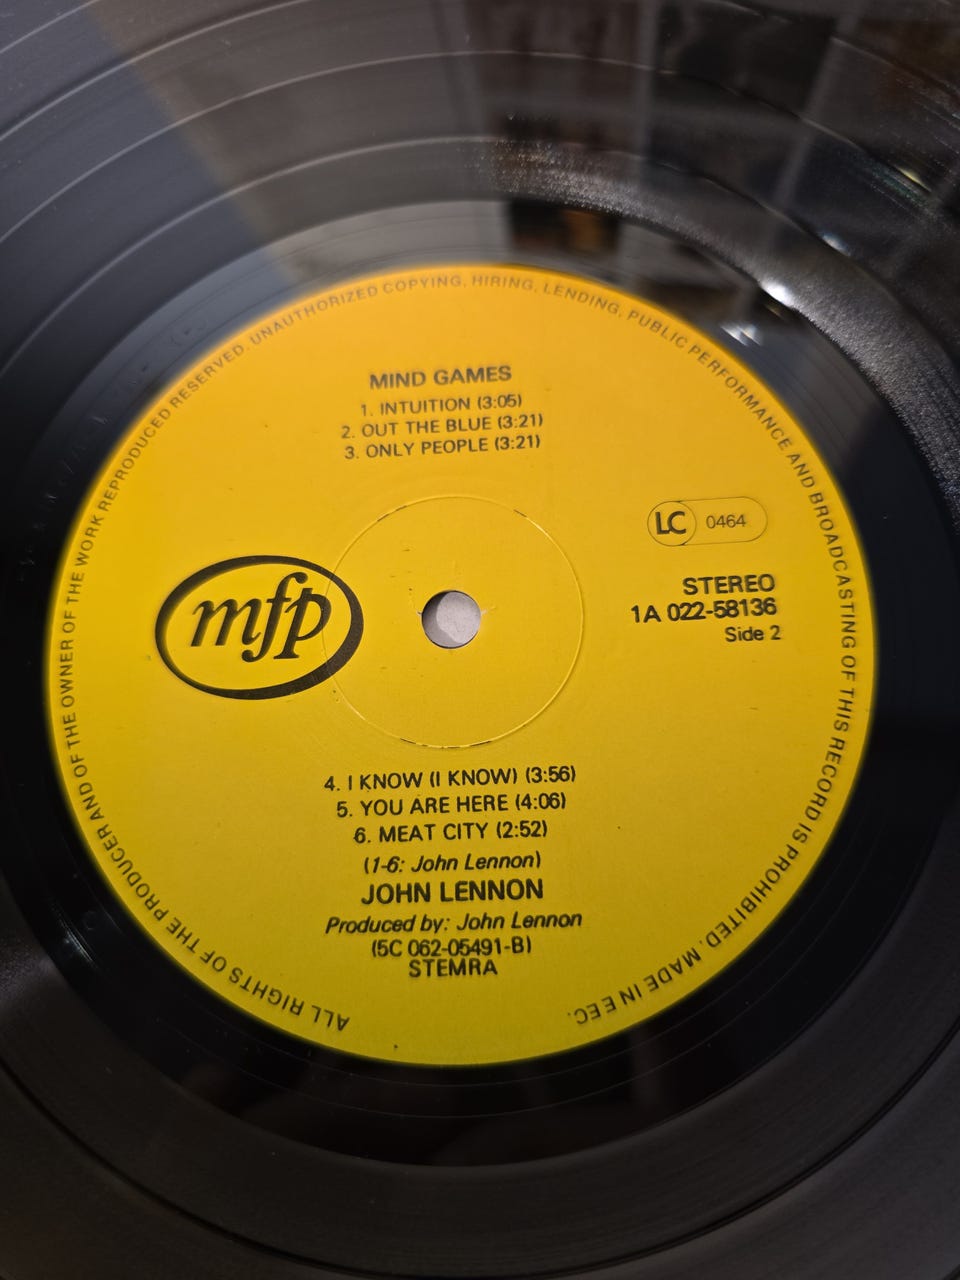 ALL RIGHTS OF THE PRODUCER AND OF THE OWNER OF THE WORK REPRODUCED RESERVED. UNAUTHORIZED COPYING, HIRING, LENDING, PUBLIC PERFORMANCE AND BROADCASTING OF THIS RECORD IS PROHIBITED. MADE IN EEC.
MIND GAMES
1. INTUITION (3:05)
2. OUT THE BLUE (3:21)
3. ONLY PEOPLE (3:21)
LC 0464
mfp
STEREO
1A 022-58136
Side 2
4. I KNOW (I KNOW) (3:56)
5. YOU ARE HERE (4:06)
6. MEAT CITY (2:52)
(1-6: John Lennon)
JOHN LENNON
Produced by: John Lennon
(5C 062-05491-B)
STEMRA